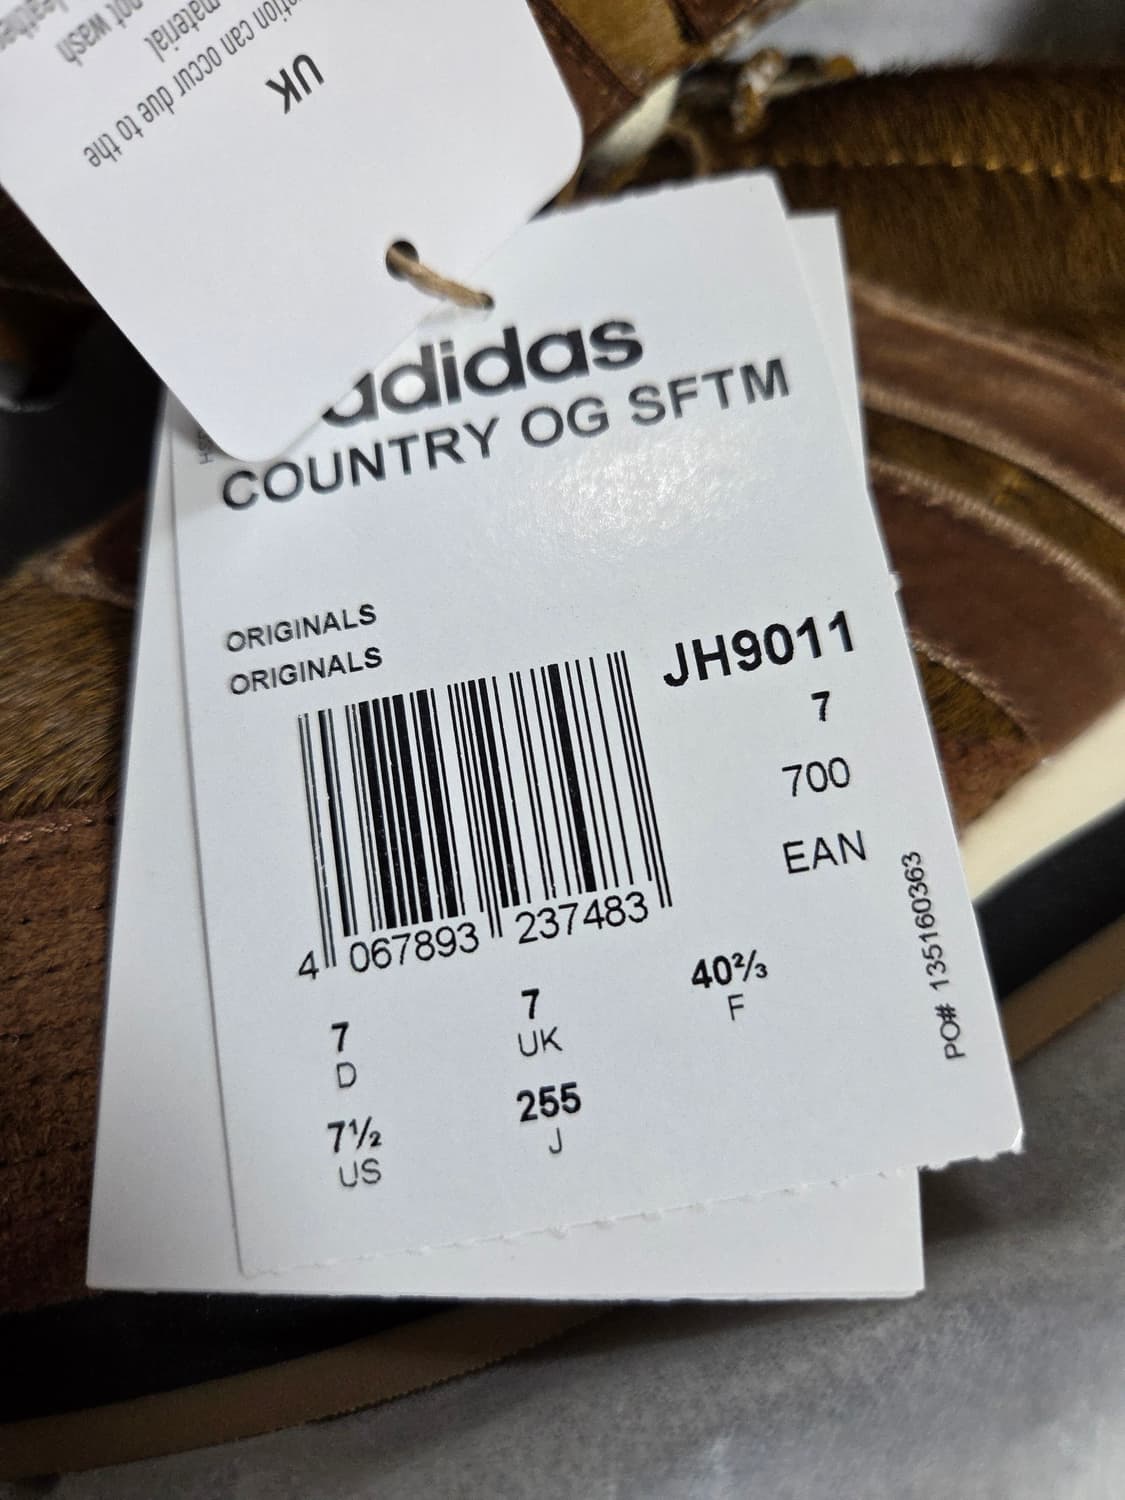 ation can occur due to the
material
not wash
UK
adidas
COUNTRY OG SFTM
ORIGINALS
ORIGINALS
JH9011
7
700
EAN
4 067893 237483
7
D
7
UK
40⅔
F
7½
US
255
J
PO# 135160363